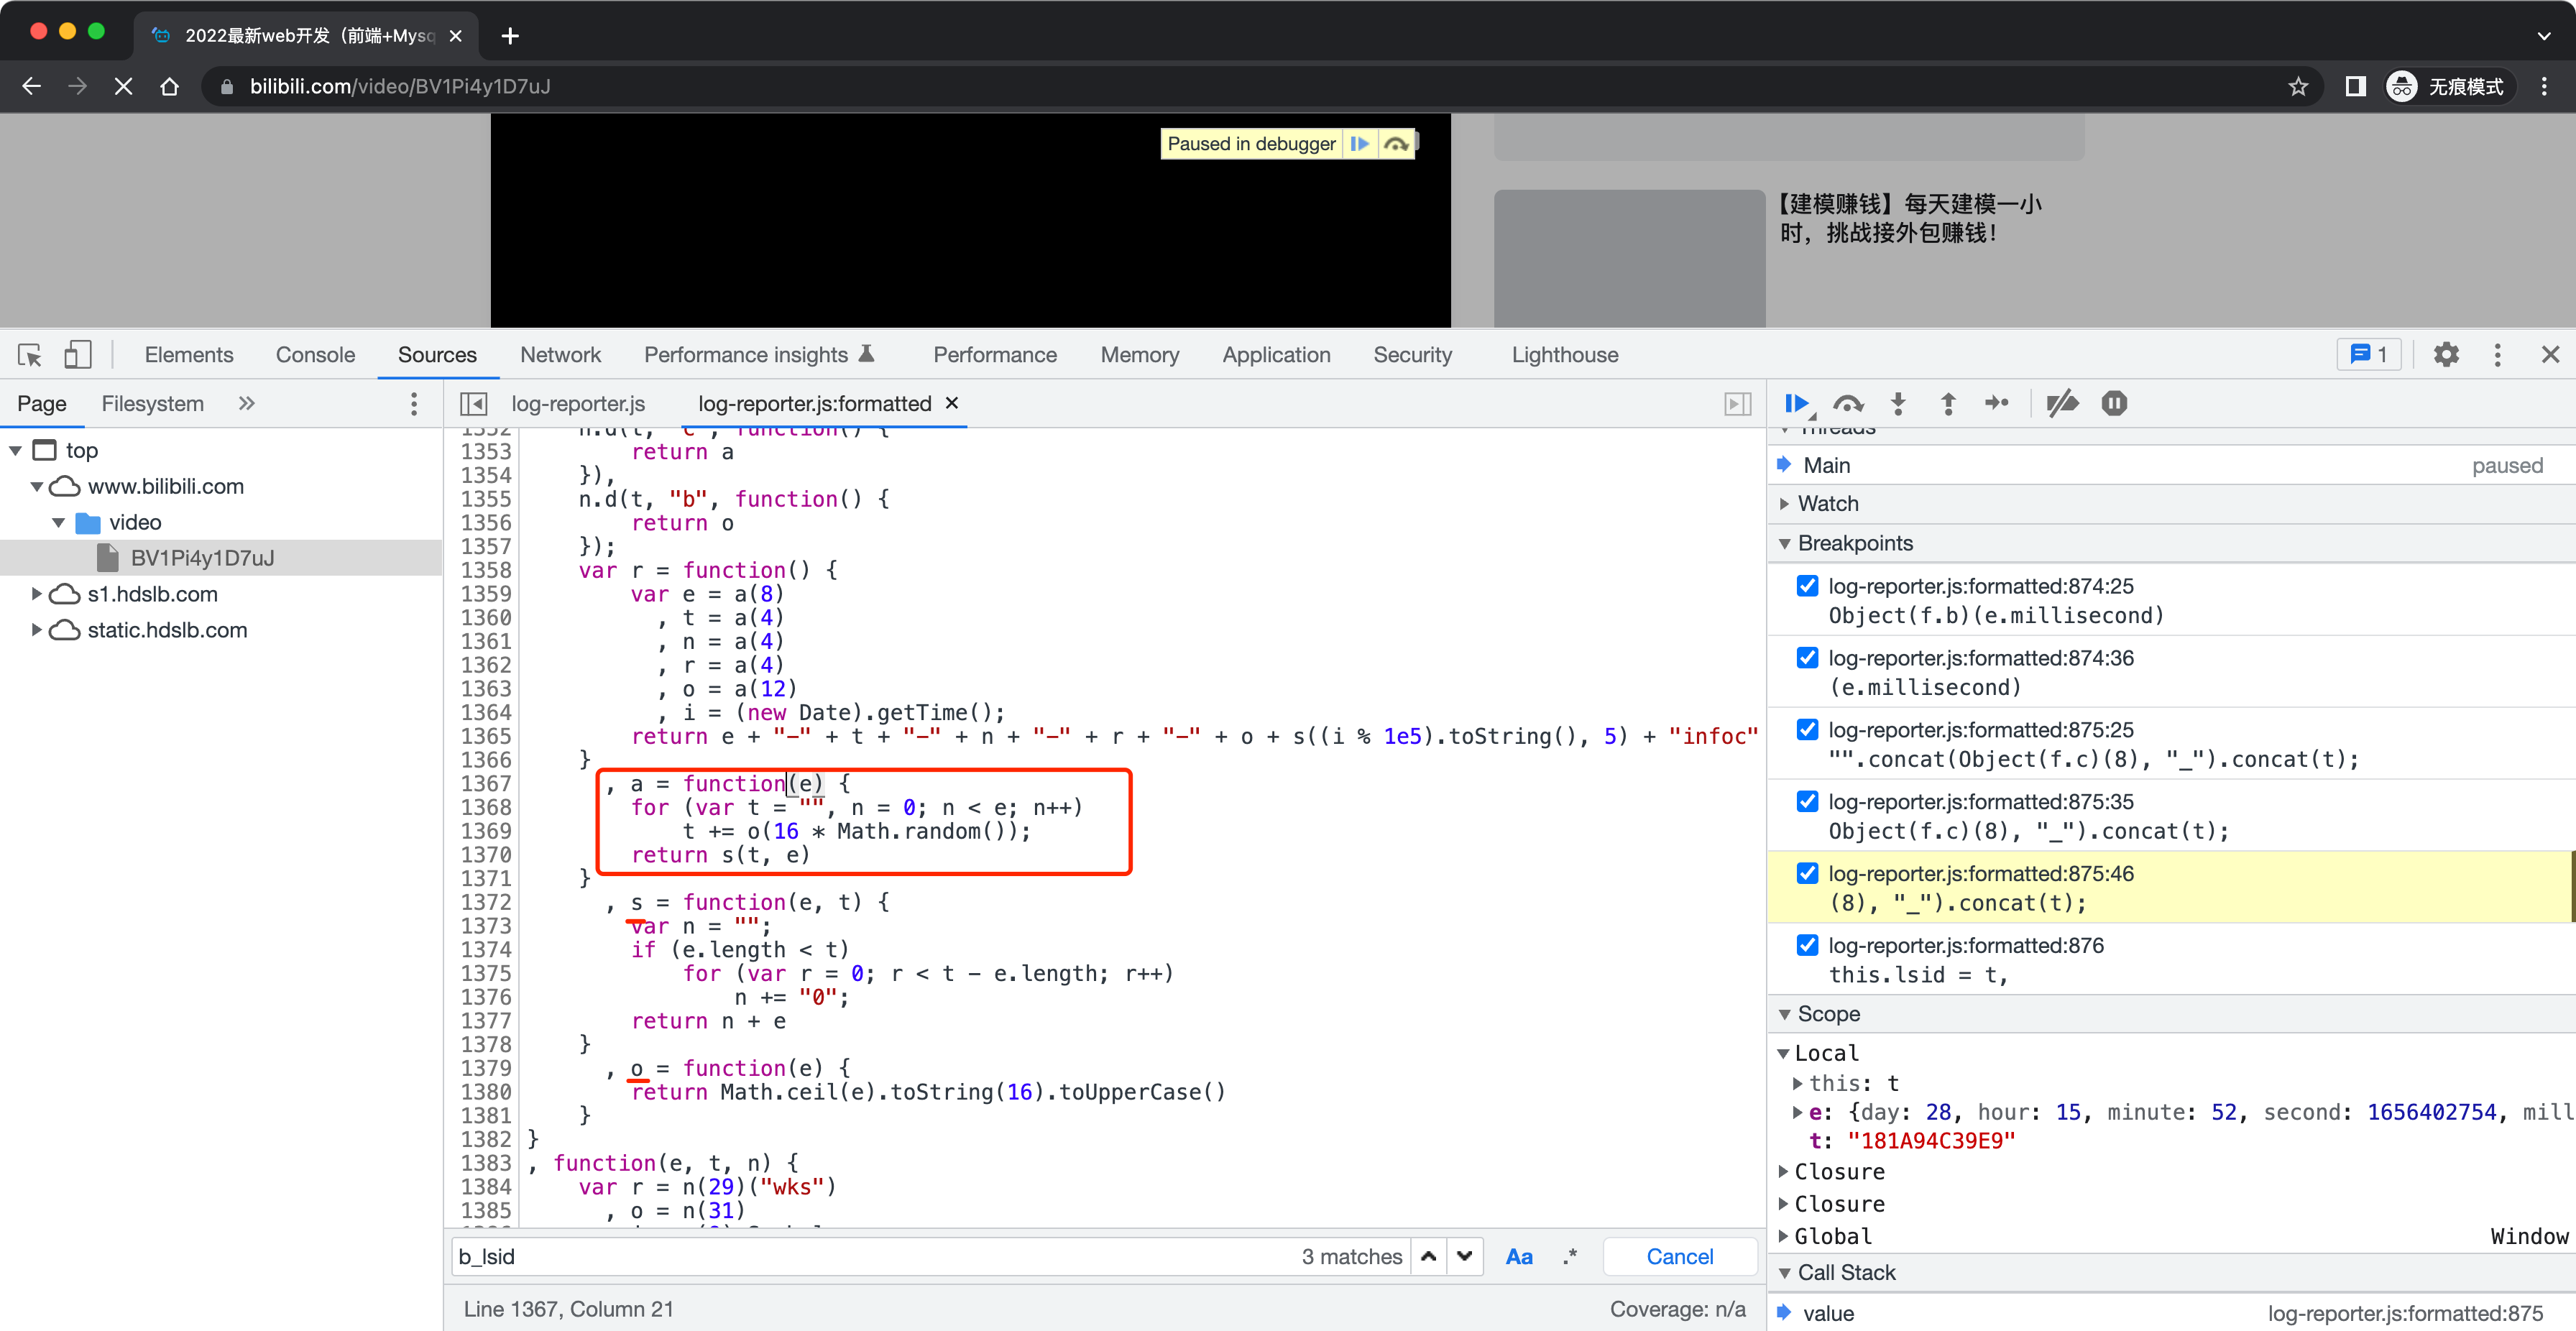 2022最新web开发（前端+Mysq
bilibili.com/video/BV1Pi4y1D7uJ
无痕模式
Paused in debugger
【建模赚钱】每天建模一小
时，挑战接外包赚钱！
Elements Console Sources Network Performance insights Performance Memory Application Security Lighthouse 1
Page Filesystem
log-reporter.js log-reporter.js:formatted
top
www.bilibili.com
video
BV1Pi4y1D7uJ
s1.hdslb.com
static.hdslb.com
1352 n.d(t, "c", function() {
1353 return a
1354 }),
1355 n.d(t, "b", function() {
1356 return o
1357 });
1358 var r = function() {
1359 var e = a(8)
1360 , t = a(4)
1361 , n = a(4)
1362 , r = a(4)
1363 , o = a(12)
1364 , i = (new Date).getTime();
1365 return e + "-" + t + "-" + n + "-" + r + "-" + o + s((i % 1e5).toString(), 5) + "infoc"
1366 }
1367 , a = function(e) {
1368 for (var t = "", n = 0; n < e; n++)
1369 t += o(16 * Math.random());
1370 return s(t, e)
1371 }
1372 , s = function(e, t) {
1373 var n = "";
1374 if (e.length < t)
1375 for (var r = 0; r < t - e.length; r++)
1376 n += "0";
1377 return n + e
1378 }
1379 , o = function(e) {
1380 return Math.ceil(e).toString(16).toUpperCase()
1381 }
1382 }
1383 , function(e, t, n) {
1384 var r = n(29)("wks")
1385 , o = n(31)
b_lsid 3 matches Aa .* Cancel
Line 1367, Column 21 Coverage: n/a
Threads
Main paused
Watch
Breakpoints
log-reporter.js:formatted:874:25
Object(f.b)(e.millisecond)
log-reporter.js:formatted:874:36
(e.millisecond)
log-reporter.js:formatted:875:25
"".concat(Object(f.c)(8), "_").concat(t);
log-reporter.js:formatted:875:35
Object(f.c)(8), "_").concat(t);
log-reporter.js:formatted:875:46
(8), "_").concat(t);
log-reporter.js:formatted:876
this.lsid = t,
Scope
Local
this: t
e: {day: 28, hour: 15, minute: 52, second: 1656402754, mill
t: "181A94C39E9"
Closure
Closure
Global Window
Call Stack
value log-reporter.js:formatted:875